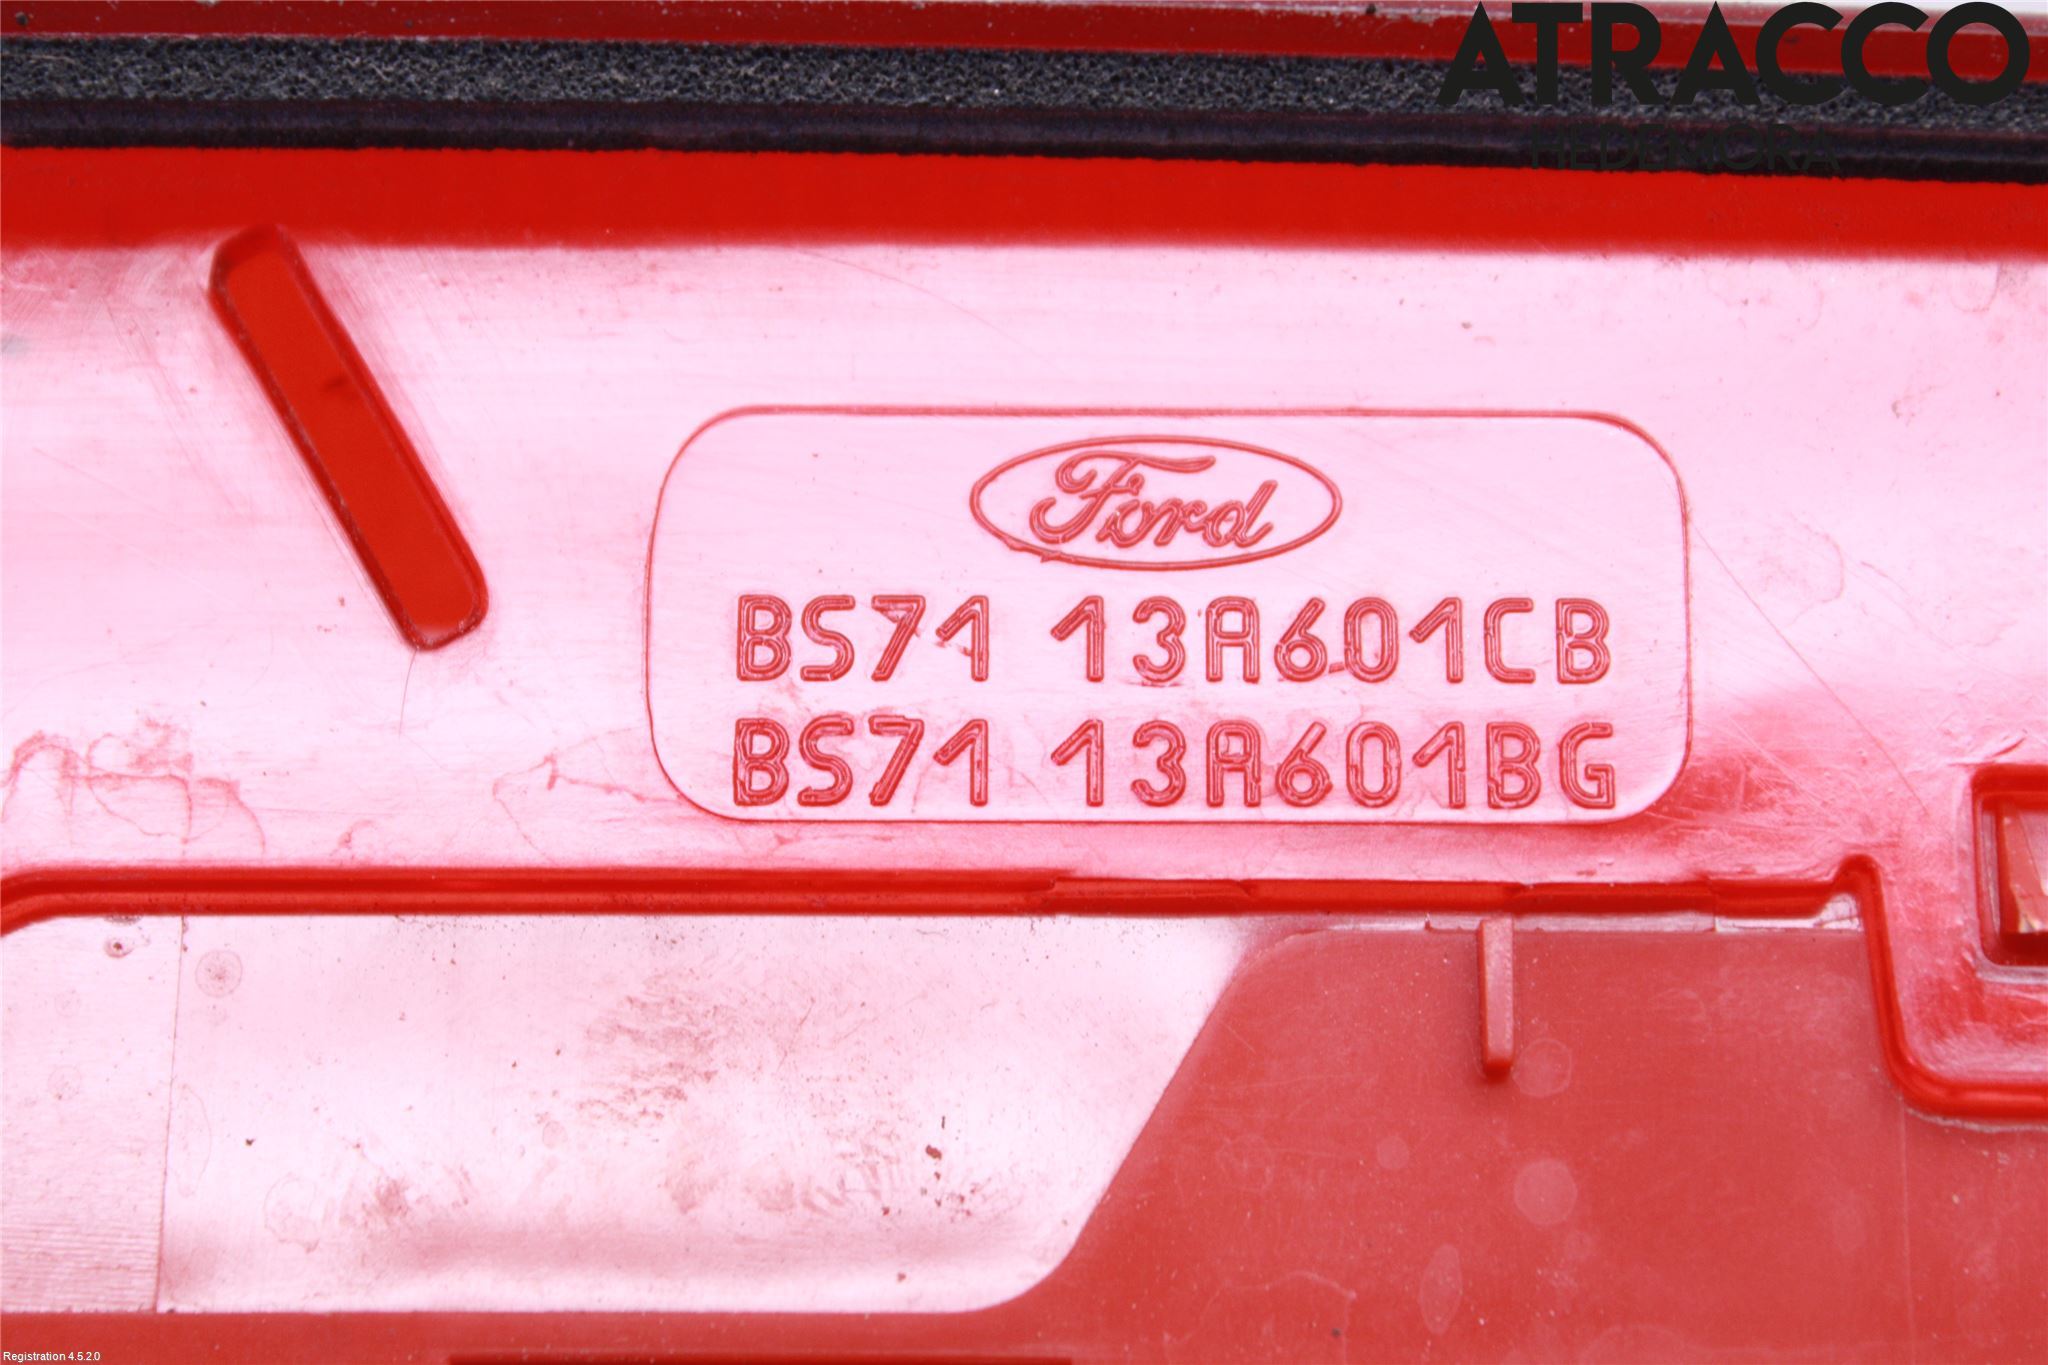 ATRACCO
HEDEMORA
Ford
BS71 13A601CB
BS71 13A601BG
Registration 4.5.2.0